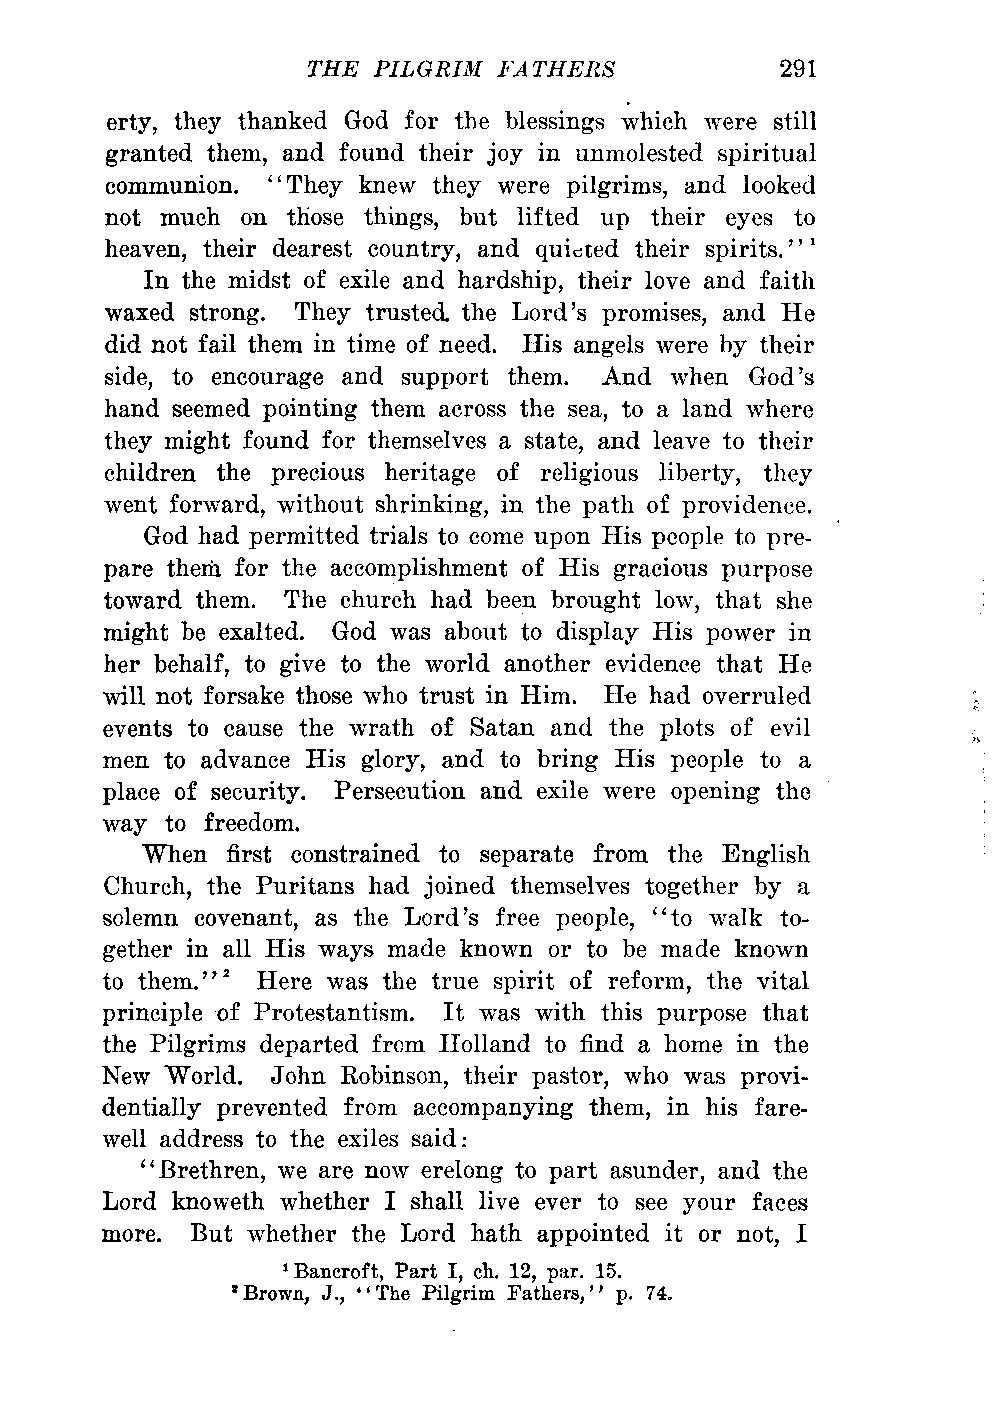 THE PILGRIM FATHERS 291
erty, they thanked God for the blessings which were still
granted them, and found their joy in unmolested spiritual
communion. “They knew they were pilgrims, and looked
not much on those things, but lifted up their eyes to
heaven, their dearest country, and quieted their spirits.” ¹
In the midst of exile and hardship, their love and faith
waxed strong. They trusted the Lord’s promises, and He
did not fail them in time of need. His angels were by their
side, to encourage and support them. And when God’s
hand seemed pointing them across the sea, to a land where
they might found for themselves a state, and leave to their
children the precious heritage of religious liberty, they
went forward, without shrinking, in the path of providence.
God had permitted trials to come upon His people to pre-
pare them for the accomplishment of His gracious purpose
toward them. The church had been brought low, that she
might be exalted. God was about to display His power in
her behalf, to give to the world another evidence that He
will not forsake those who trust in Him. He had overruled
events to cause the wrath of Satan and the plots of evil
men to advance His glory, and to bring His people to a
place of security. Persecution and exile were opening the
way to freedom.
When first constrained to separate from the English
Church, the Puritans had joined themselves together by a
solemn covenant, as the Lord’s free people, “to walk to-
gether in all His ways made known or to be made known
to them.” ² Here was the true spirit of reform, the vital
principle of Protestantism. It was with this purpose that
the Pilgrims departed from Holland to find a home in the
New World. John Robinson, their pastor, who was provi-
dentially prevented from accompanying them, in his fare-
well address to the exiles said:
“Brethren, we are now erelong to part asunder, and the
Lord knoweth whether I shall live ever to see your faces
more. But whether the Lord hath appointed it or not, I
¹ Bancroft, Part I, ch. 12, par. 15.
² Brown, J., “The Pilgrim Fathers,” p. 74.